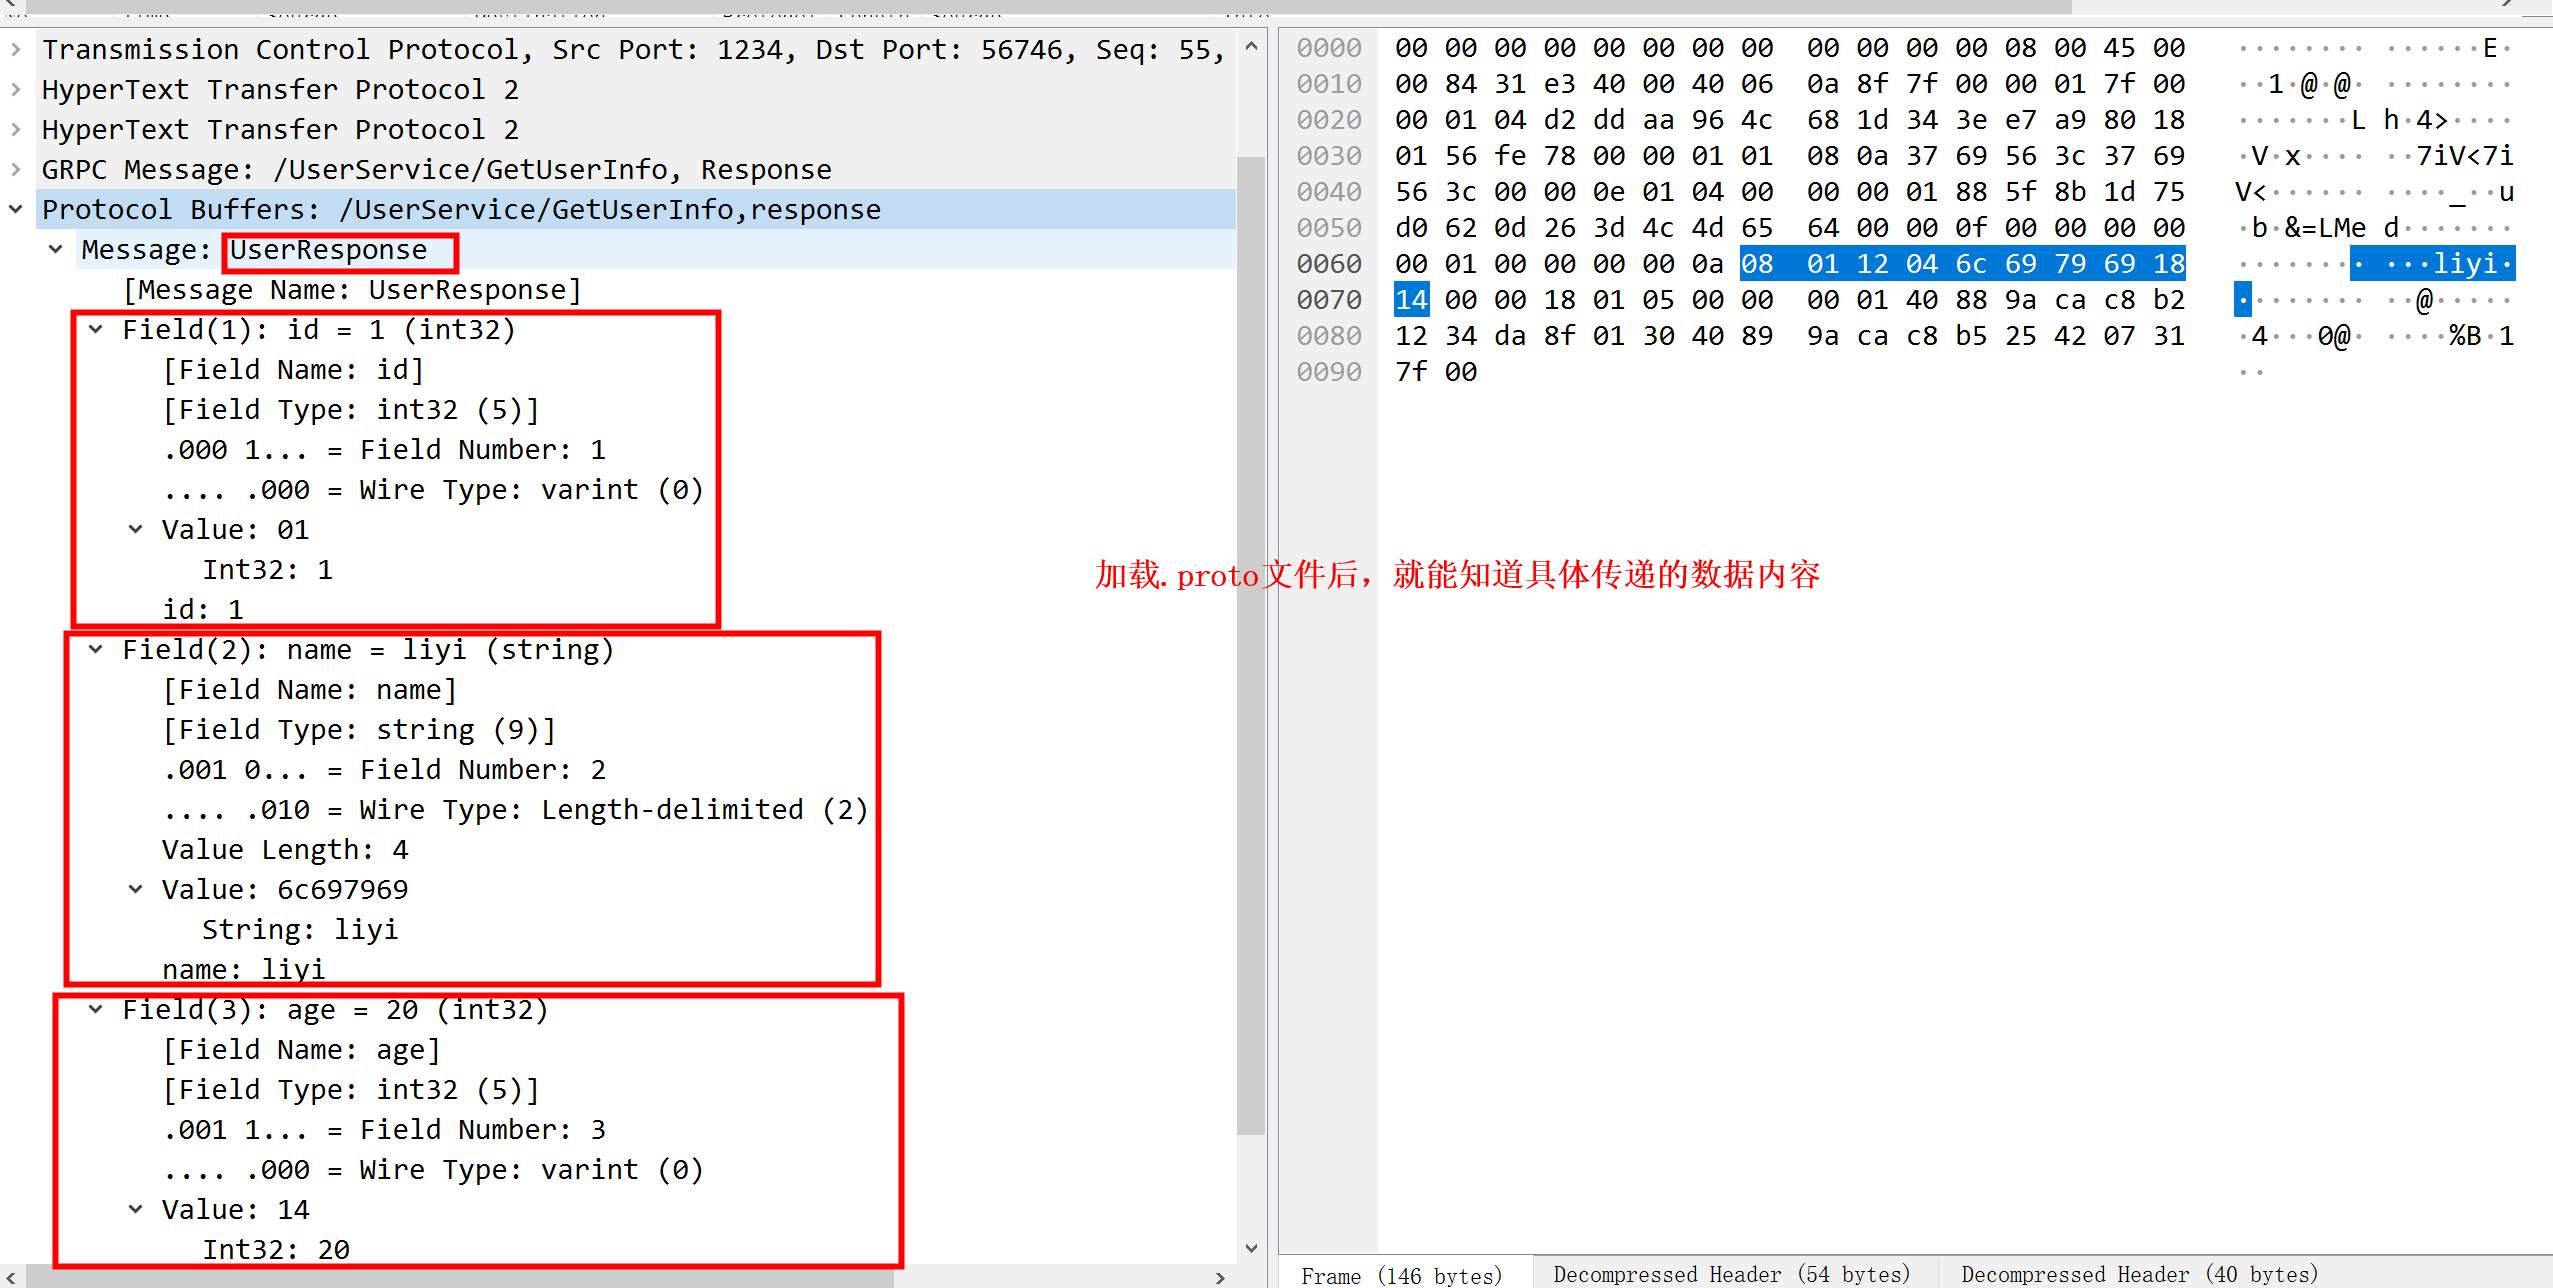 Transmission Control Protocol, Src Port: 1234, Dst Port: 56746, Seq: 55,
HyperText Transfer Protocol 2
HyperText Transfer Protocol 2
GRPC Message: /UserService/GetUserInfo, Response
Protocol Buffers: /UserService/GetUserInfo,response
Message: UserResponse
[Message Name: UserResponse]
Field(1): id = 1 (int32)
[Field Name: id]
[Field Type: int32 (5)]
.000 1... = Field Number: 1
.... .000 = Wire Type: varint (0)
Value: 01
Int32: 1
id: 1
Field(2): name = liyi (string)
[Field Name: name]
[Field Type: string (9)]
.001 0... = Field Number: 2
.... .010 = Wire Type: Length-delimited (2)
Value Length: 4
Value: 6c697969
String: liyi
name: liyi
Field(3): age = 20 (int32)
[Field Name: age]
[Field Type: int32 (5)]
.001 1... = Field Number: 3
.... .000 = Wire Type: varint (0)
Value: 14
Int32: 20
0000 00 00 00 00 00 00 00 00 00 00 00 00 08 00 45 00 ········ ······E·
0010 00 84 31 e3 40 00 40 06 0a 8f 7f 00 00 01 7f 00 ··1·@·@· ········
0020 00 01 04 d2 dd aa 96 4c 68 1d 34 3e e7 a9 80 18 ·······L h·4>····
0030 01 56 fe 78 00 00 01 01 08 0a 37 69 56 3c 37 69 ·V·x···· ··7iV<7i
0040 56 3c 00 00 0e 01 04 00 00 00 01 88 5f 8b 1d 75 V<······ ····_··u
0050 d0 62 0d 26 3d 4c 4d 65 64 00 00 0f 00 00 00 00 ·b·&=LMe d·······
0060 00 01 00 00 00 00 0a 08 01 12 04 6c 69 79 69 18 ········ ···liyi·
0070 14 00 00 18 01 05 00 00 00 01 40 88 9a ca c8 b2 ········ ··@·····
0080 12 34 da 8f 01 30 40 89 9a ca c8 b5 25 42 07 31 ·4···0@· ····%B·1
0090 7f 00 ··
加载.proto文件后，就能知道具体传递的数据内容
Frame (146 bytes) Decompressed Header (54 bytes) Decompressed Header (40 bytes)